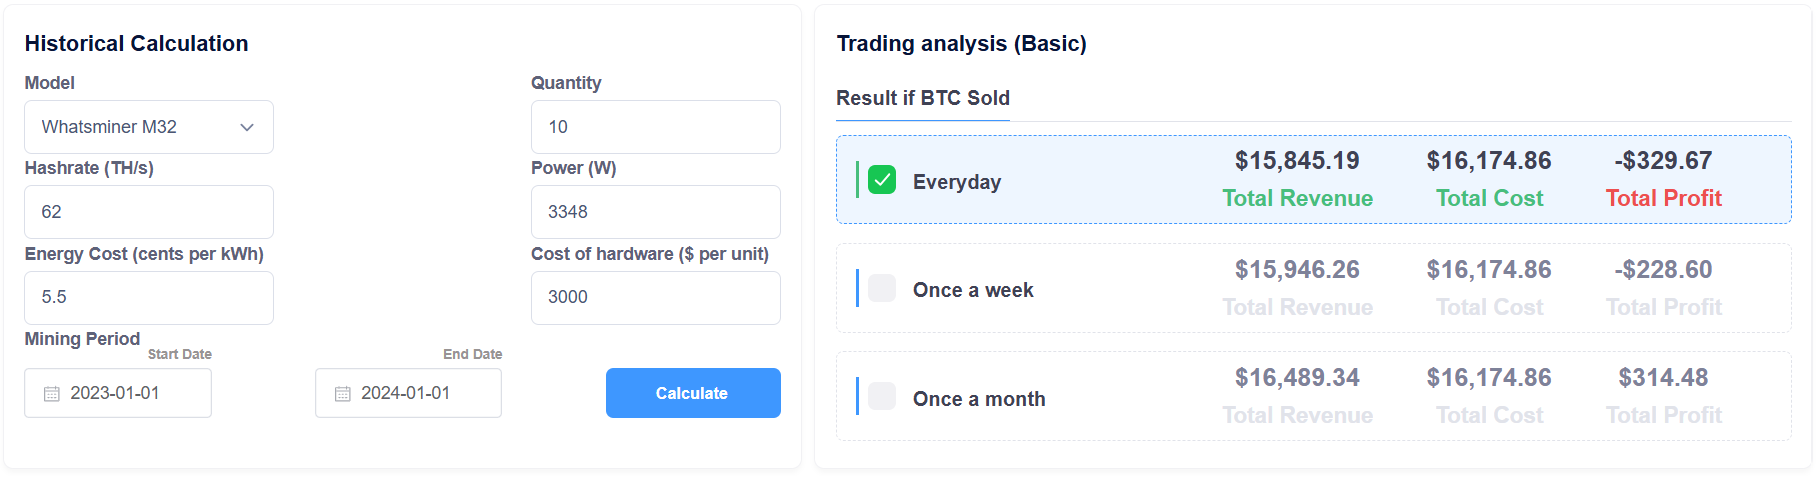 Historical Calculation
Model
Quantity
Whatsminer M32
10
Hashrate (TH/s)
Power (W)
62
3348
Energy Cost (cents per kWh)
Cost of hardware ($ per unit)
5.5
3000
Mining Period
Start Date
End Date
2023-01-01
2024-01-01
Calculate
Trading analysis (Basic)
Result if BTC Sold
Everyday
$15,845.19
$16,174.86
-$329.67
Total Revenue
Total Cost
Total Profit
Once a week
$15,946.26
$16,174.86
-$228.60
Total Revenue
Total Cost
Total Profit
Once a month
$16,489.34
$16,174.86
$314.48
Total Revenue
Total Cost
Total Profit